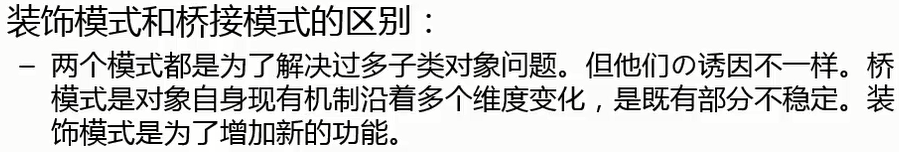 装饰模式和桥接模式的区别：
– 两个模式都是为了解决过多子类对象问题。但他们の诱因不一样。桥
模式是对象自身现有机制沿着多个维度变化，是既有部分不稳定。装
饰模式是为了增加新的功能。